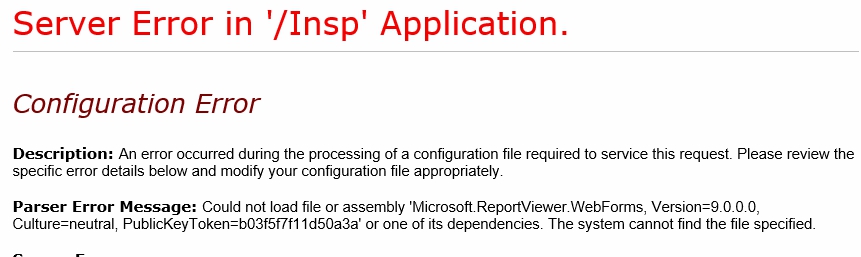 Server Error in '/Insp' Application.
Configuration Error
Description: An error occurred during the processing of a configuration file required to service this request. Please review the
specific error details below and modify your configuration file appropriately.
Parser Error Message: Could not load file or assembly 'Microsoft.ReportViewer.WebForms, Version=9.0.0.0,
Culture=neutral, PublicKeyToken=b03f5f7f11d50a3a' or one of its dependencies. The system cannot find the file specified.